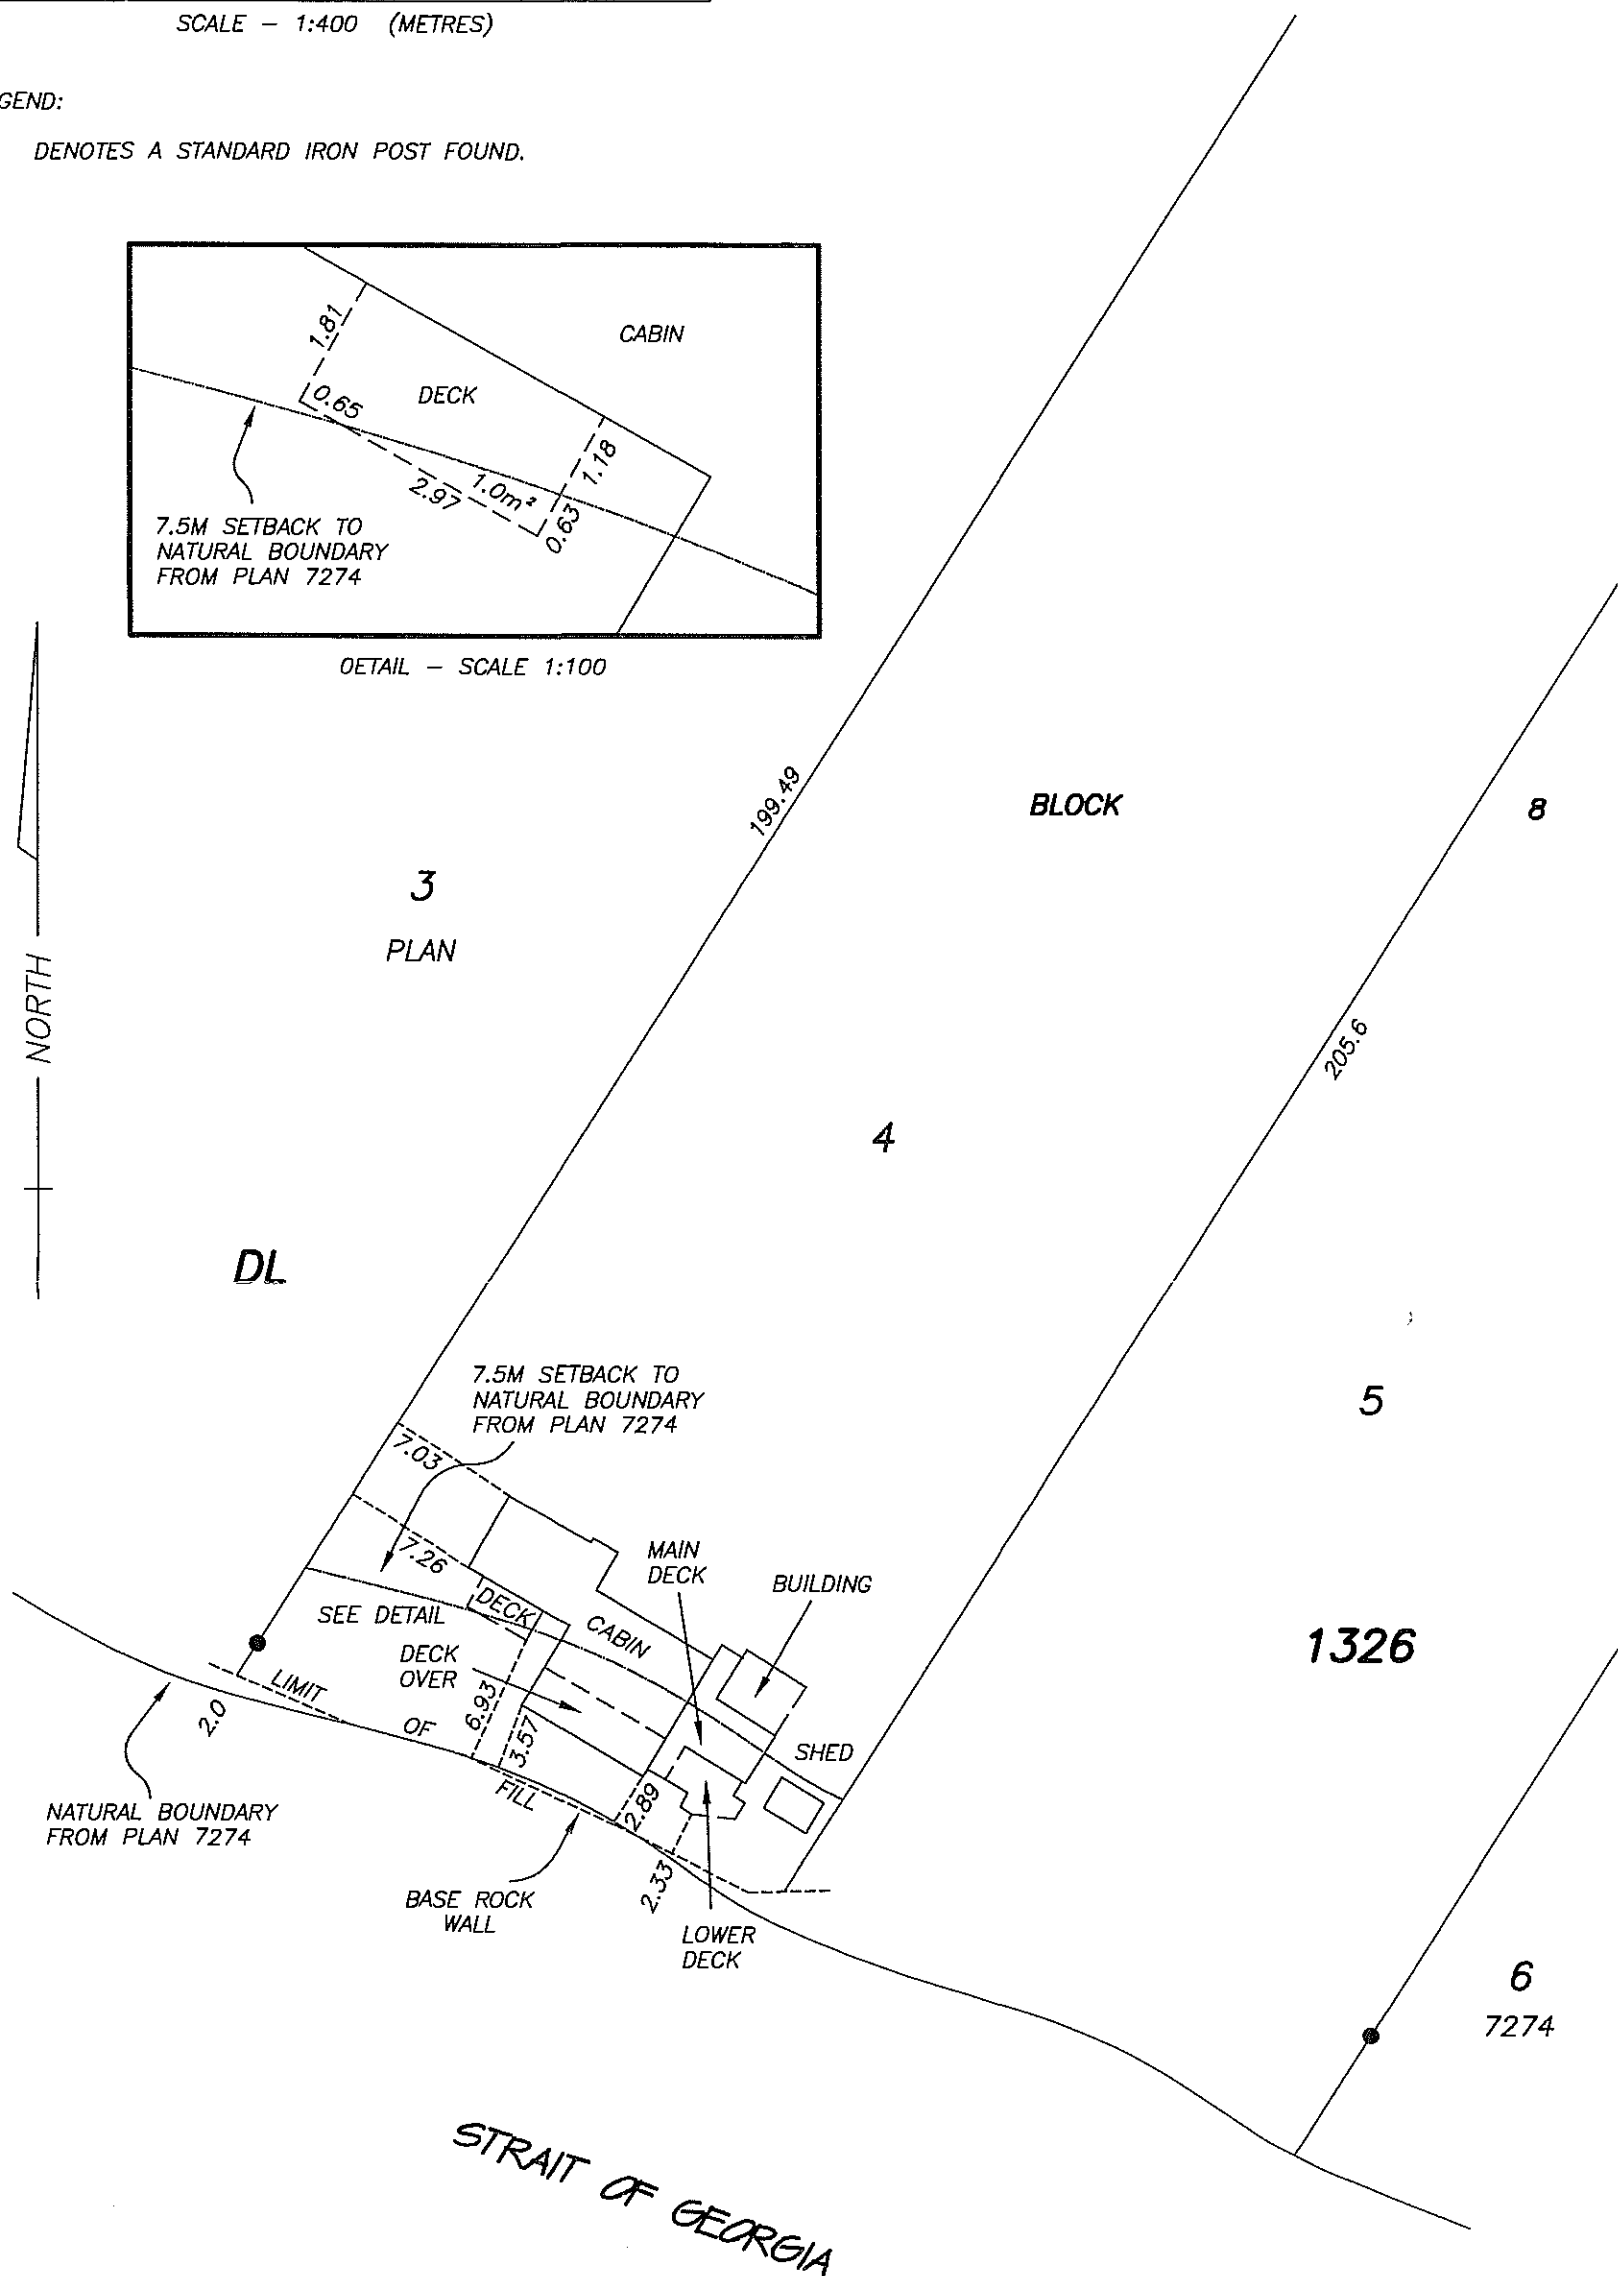 SCALE – 1:400 (METRES)
GEND:
DENOTES A STANDARD IRON POST FOUND.
1.81
CABIN
0.65
DECK
1.18
1.0m²
2.97
0.63
7.5M SETBACK TO
NATURAL BOUNDARY
FROM PLAN 7274
OETAIL – SCALE 1:100
199.49
BLOCK
8
3
PLAN
NORTH
205.6
4
DL
7.5M SETBACK TO
NATURAL BOUNDARY
FROM PLAN 7274
5
7.03
7.26
MAIN
DECK
BUILDING
DECK
SEE DETAIL
CABIN
1326
DECK
OVER
LIMIT
6.93
2.0
OF
3.57
SHED
FILL
2.89
NATURAL BOUNDARY
FROM PLAN 7274
2.33
BASE ROCK
WALL
LOWER
DECK
6
7274
STRAIT OF GEORGIA